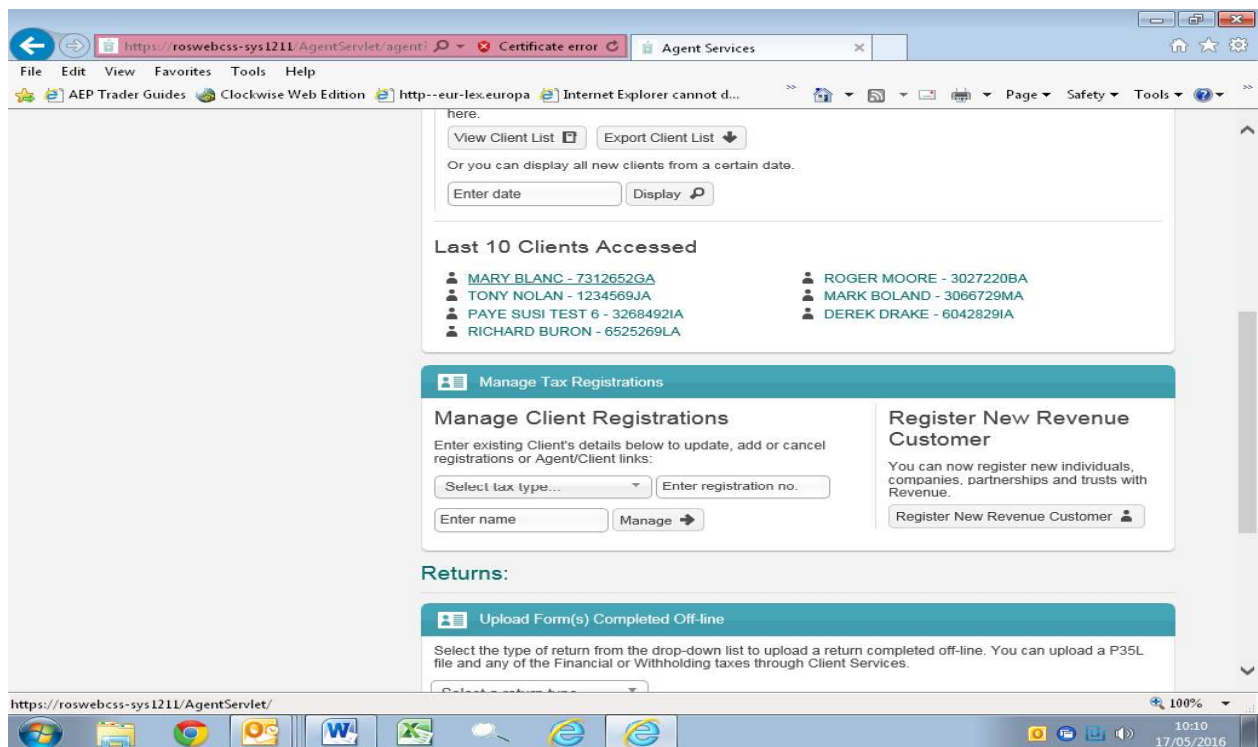 https://roswebcss-sys1211/AgentServlet/agent
Certificate error
Agent Services
File Edit View Favorites Tools Help
AEP Trader Guides Clockwise Web Edition http--eur-lex.europa Internet Explorer cannot d...
Page Safety Tools
here.
View Client List Export Client List
Or you can display all new clients from a certain date.
Enter date Display
Last 10 Clients Accessed
MARY BLANC - 7312652GA ROGER MOORE - 3027220BA
TONY NOLAN - 1234569JA MARK BOLAND - 3066729MA
PAYE SUSI TEST 6 - 3268492IA DEREK DRAKE - 6042829IA
RICHARD BURON - 6525269LA
Manage Tax Registrations
Manage Client Registrations
Enter existing Client's details below to update, add or cancel
registrations or Agent/Client links:
Select tax type... Enter registration no.
Enter name Manage
Register New Revenue
Customer
You can now register new individuals,
companies, partnerships and trusts with
Revenue.
Register New Revenue Customer
Returns:
Upload Form(s) Completed Off-line
Select the type of return from the drop-down list to upload a return completed off-line. You can upload a P35L
file and any of the Financial or Withholding taxes through Client Services.
https://roswebcss-sys1211/AgentServlet/
100%
10:10
17/05/2016